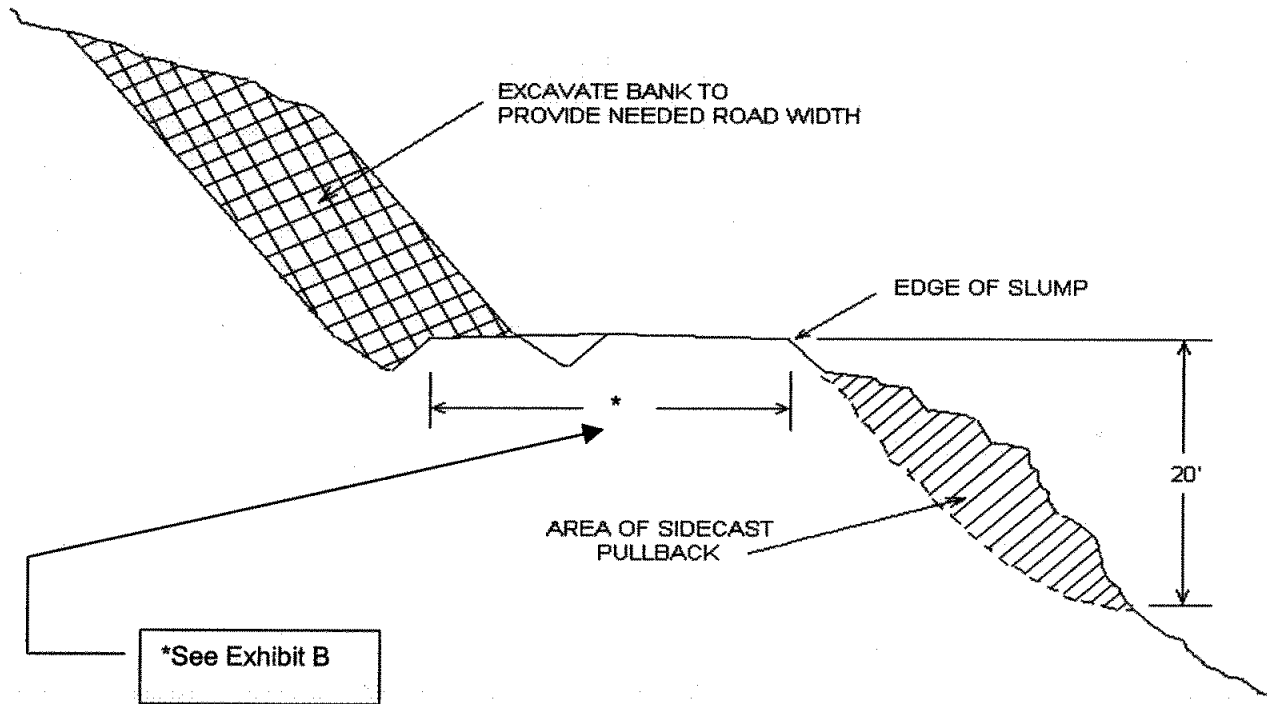 EXCAVATE BANK TO
PROVIDE NEEDED ROAD WIDTH
EDGE OF SLUMP
*
20'
AREA OF SIDECAST
PULLBACK
*See Exhibit B